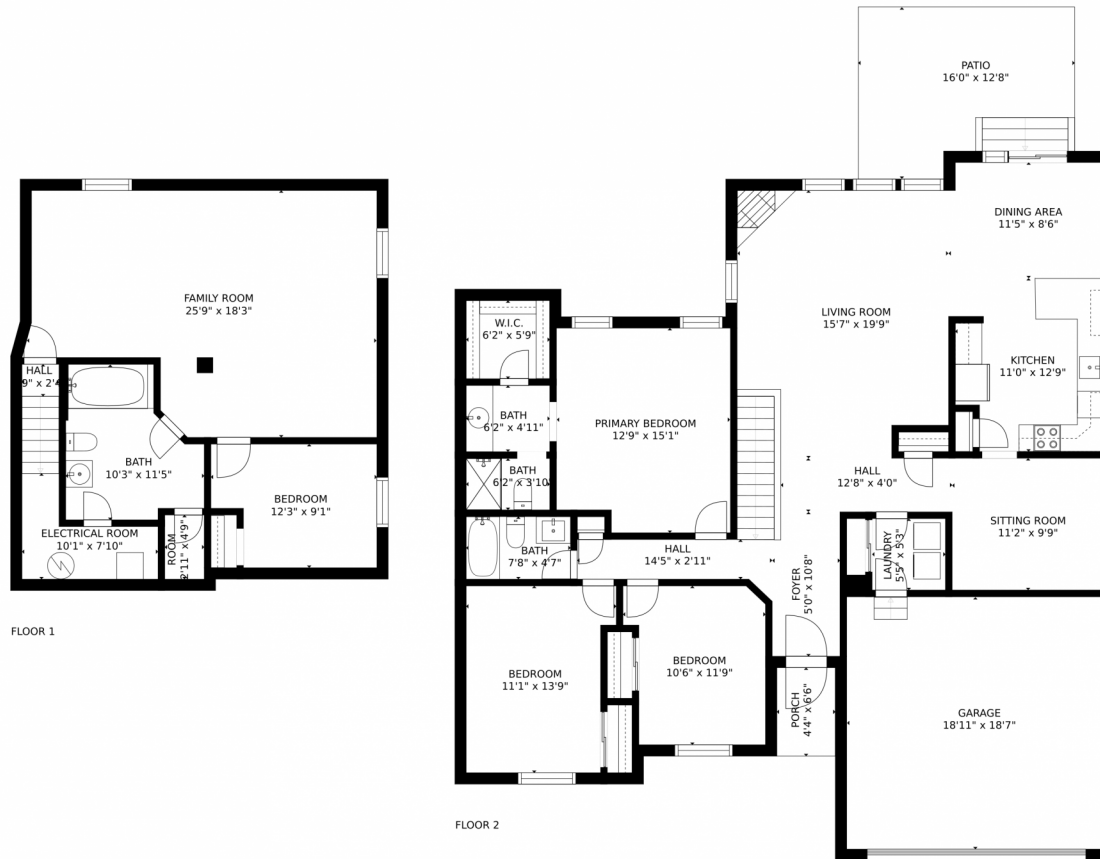 PATIO
16'0" x 12'8"
DINING AREA
11'5" x 8'6"
FAMILY ROOM
25'9" x 18'3"
LIVING ROOM
15'7" x 19'9"
W.I.C.
6'2" x 5'9"
KITCHEN
11'0" x 12'9"
HALL
BATH
6'2" x 4'11"
PRIMARY BEDROOM
12'9" x 15'1"
BATH
10'3" x 11'5"
BATH
6'2" x 3'10"
HALL
12'8" x 4'0"
BEDROOM
12'3" x 9'1"
SITTING ROOM
11'2" x 9'9"
ELECTRICAL ROOM
10'1" x 7'10"
ROOM
2'11" x 4'9"
BATH
7'8" x 4'7"
HALL
14'5" x 2'11"
LAUNDRY
5'5" x 5'3"
FOYER
5'0" x 10'8"
FLOOR 1
BEDROOM
11'1" x 13'9"
BEDROOM
10'6" x 11'9"
PORCH
4'4" x 6'6"
GARAGE
18'11" x 18'7"
FLOOR 2